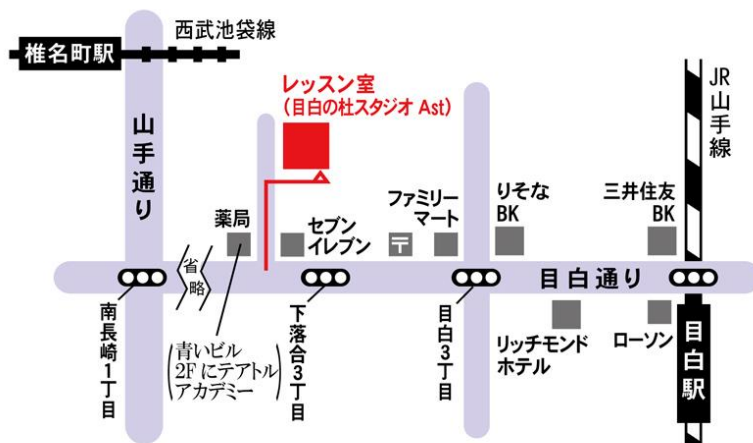 西武池袋線
椎名町駅
レッスン室
(目白の杜スタジオ Ast)
JR山手線
山手通り
薬局
セブン
イレブン
ファミリー
マート
〒
りそな
BK
三井住友
BK
省略
目白通り
南長崎1丁目
(青いビル
2Fにテアトル
アカデミー)
下落合3丁目
目白3丁目
リッチモンド
ホテル
ローソン
目白駅